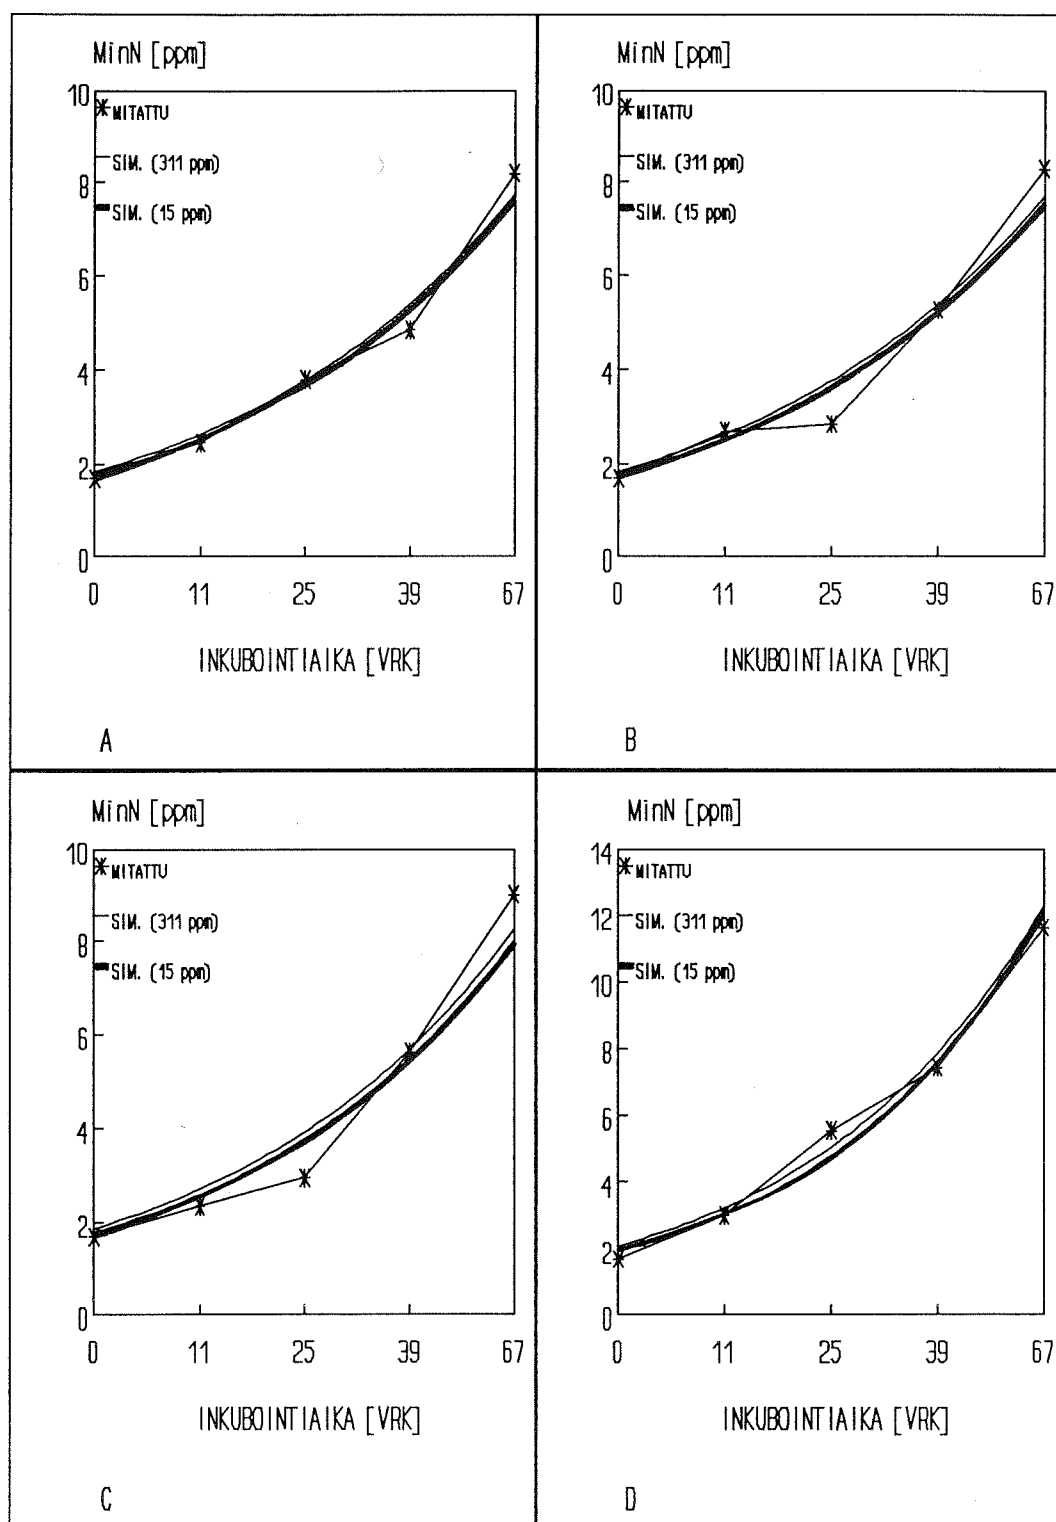 MinN [ppm]
10
MITATTU
SIM. (311 ppm)
8
SIM. (15 ppm)
6
4
2
0
0 11 25 39 67
INKUBOINTIAIKA [VRK]
A
MinN [ppm]
10
MITATTU
SIM. (311 ppm)
8
SIM. (15 ppm)
6
4
2
0
0 11 25 39 67
INKUBOINTIAIKA [VRK]
B
MinN [ppm]
10
MITATTU
SIM. (311 ppm)
8
SIM. (15 ppm)
6
4
2
0
0 11 25 39 67
INKUBOINTIAIKA [VRK]
C
MinN [ppm]
14
MITATTU
12
SIM. (311 ppm)
10
SIM. (15 ppm)
8
6
4
2
0
0 11 25 39 67
INKUBOINTIAIKA [VRK]
D